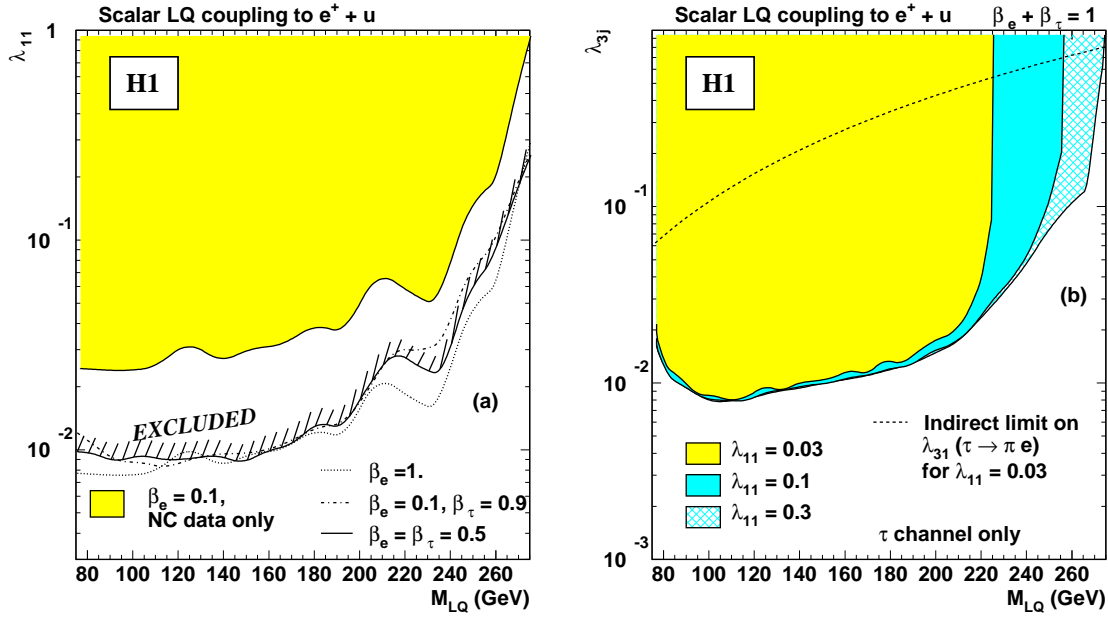 Scalar LQ coupling to e+ + u
λ11
1
10-1
10-2
H1
EXCLUDED
(a)
βe = 0.1,
NC data only
βe =1.
βe = 0.1, βτ = 0.9
βe = βτ = 0.5
80 100 120 140 160 180 200 220 240 260
MLQ (GeV)
Scalar LQ coupling to e+ + u
βe + βτ = 1
λ3j
10-1
10-2
10-3
H1
(b)
Indirect limit on
λ31 (τ → π e)
for λ11 = 0.03
λ11 = 0.03
λ11 = 0.1
λ11 = 0.3
τ channel only
80 100 120 140 160 180 200 220 240 260
MLQ (GeV)